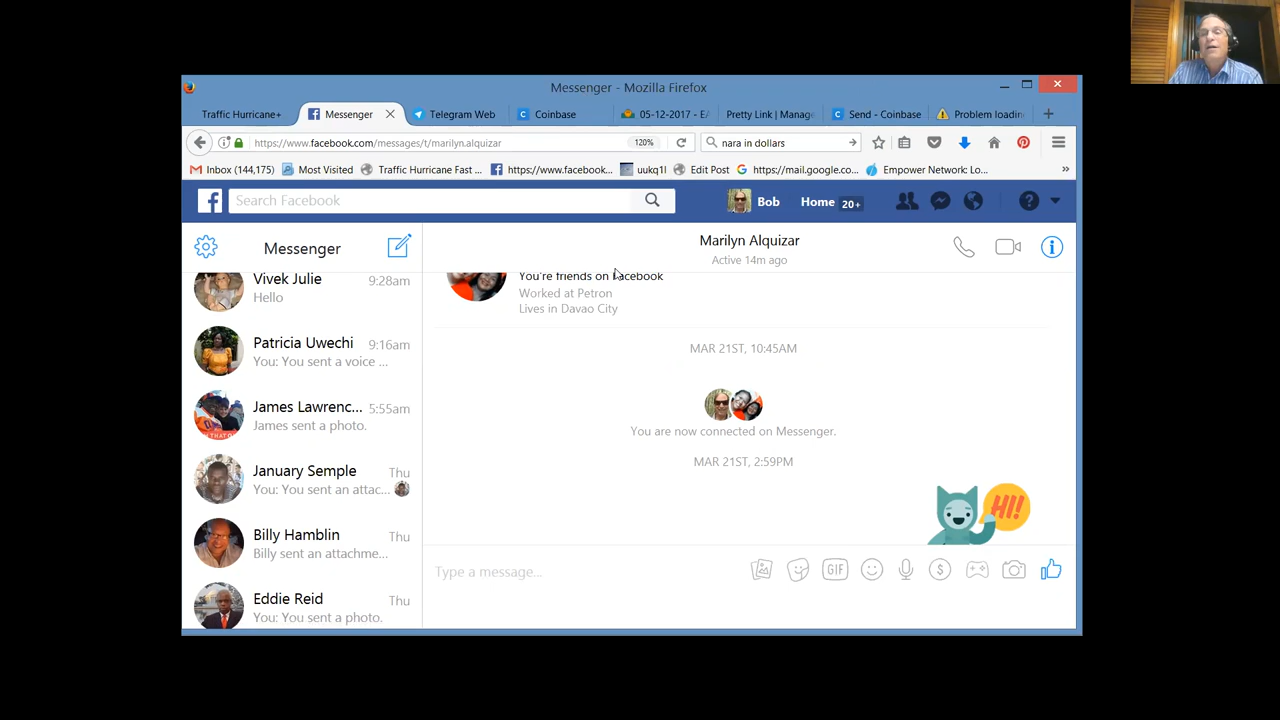 Messenger - Mozilla Firefox
Traffic Hurricane+
Messenger
Telegram Web
Coinbase
05-12-2017 - E
Pretty Link | Manag
Send - Coinbase
Problem loadin
https://www.facebook.com/messages/t/marilyn.alquizar
120%
nara in dollars
Inbox (144,175)
Most Visited
Traffic Hurricane Fast ...
https://www.facebook...
uukq1l
Edit Post
https://mail.google.co...
Empower Network: Lo...
Search Facebook
Bob
Home 20+
Messenger
Marilyn Alquizar
Active 14m ago
Vivek Julie 9:28am
Hello
Patricia Uwechi 9:16am
You: You sent a voice ...
James Lawrenc... 5:55am
James sent a photo.
January Semple Thu
You: You sent an attac...
Billy Hamblin Thu
Billy sent an attachme...
Eddie Reid Thu
You: You sent a photo.
You're friends on Facebook
Worked at Petron
Lives in Davao City
MAR 21ST, 10:45AM
You are now connected on Messenger.
MAR 21ST, 2:59PM
HI!
Type a message...
GIF